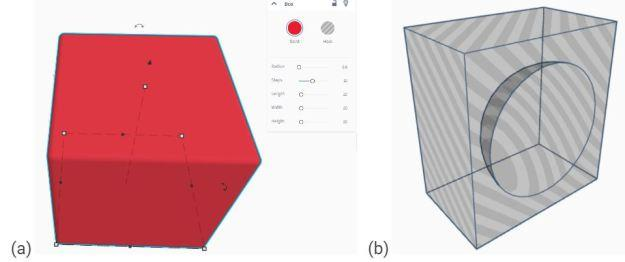 Box
Solid
Hole
Radius
Steps
Length
Width
Height
(a)
(b)